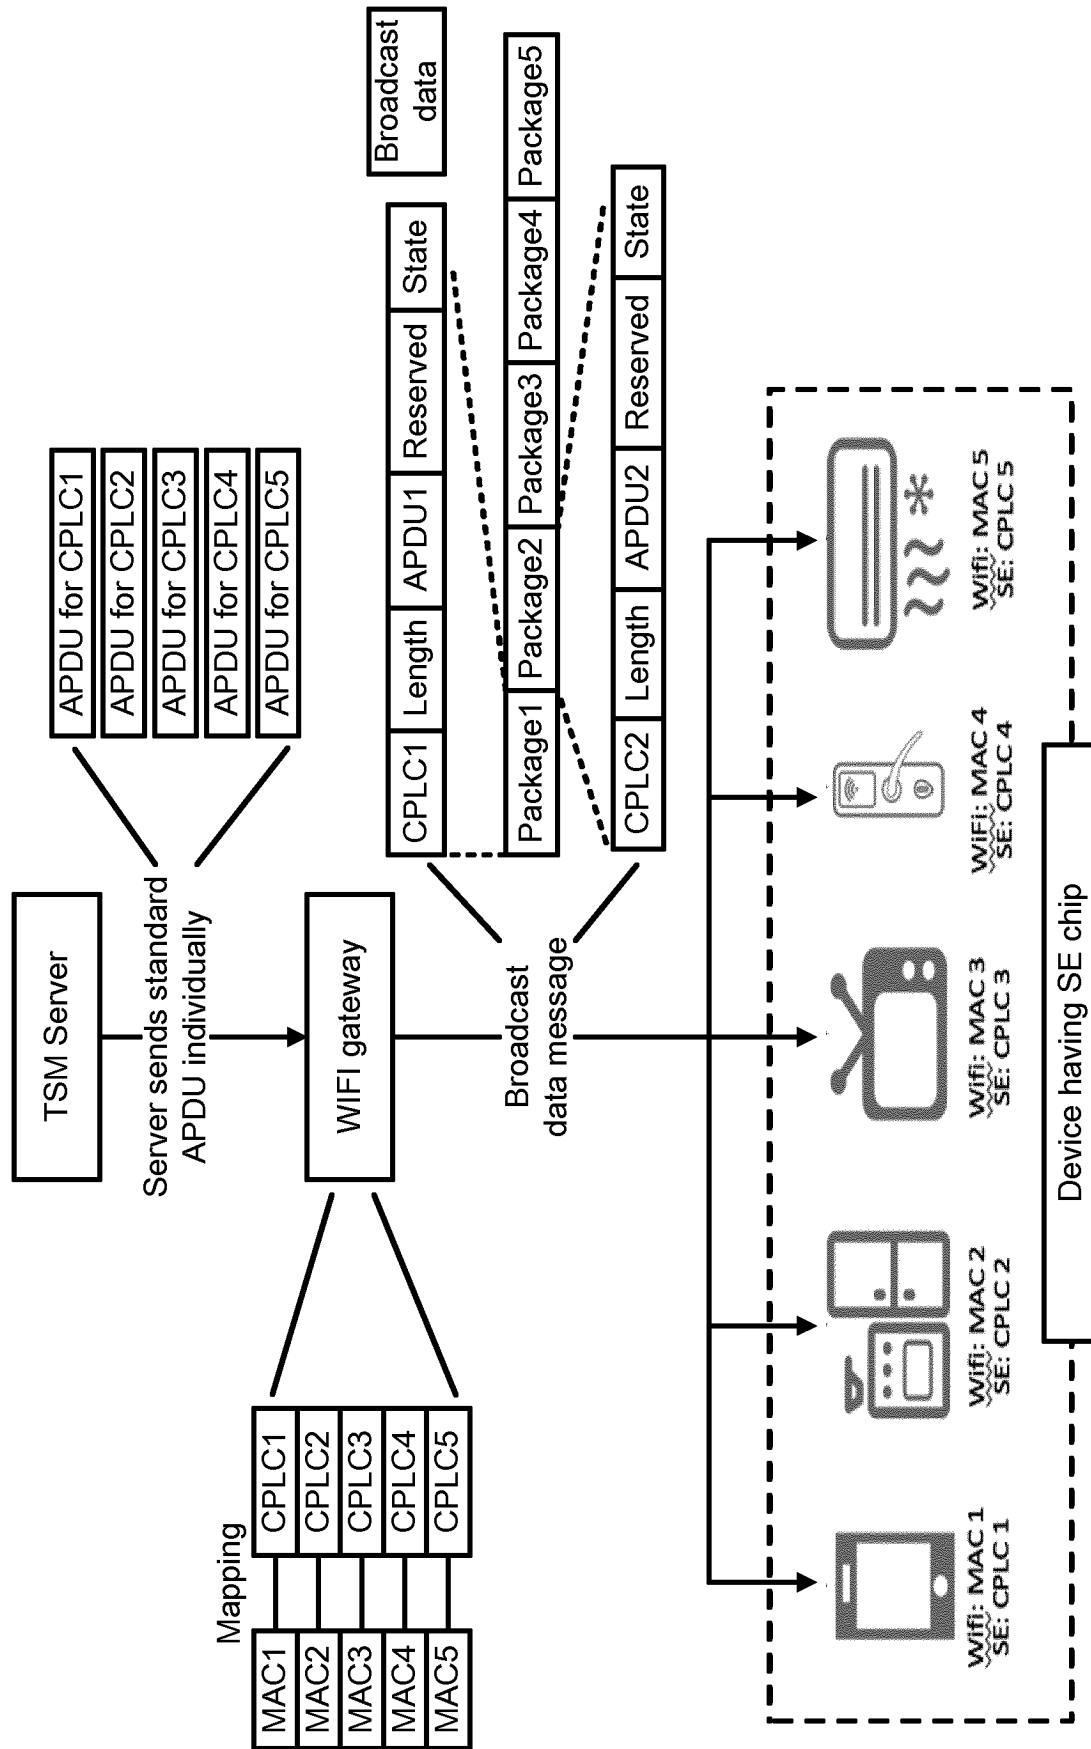 TSM Server
Server sends standard
APDU individually
APDU for CPLC1
APDU for CPLC2
APDU for CPLC3
APDU for CPLC4
APDU for CPLC5
Mapping
MAC1 CPLC1
MAC2 CPLC2
MAC3 CPLC3
MAC4 CPLC4
MAC5 CPLC5
WIFI gateway
Broadcast
data message
Broadcast
data
CPLC1 Length APDU1 Reserved State
Package1 Package2 Package3 Package4 Package5
CPLC2 Length APDU2 Reserved State
Wifi: MAC 1
SE: CPLC 1
Wifi: MAC 2
SE: CPLC 2
Wifi: MAC 3
SE: CPLC 3
WiFi: MAC 4
SE: CPLC 4
Wifi: MAC 5
SE: CPLC 5
Device having SE chip